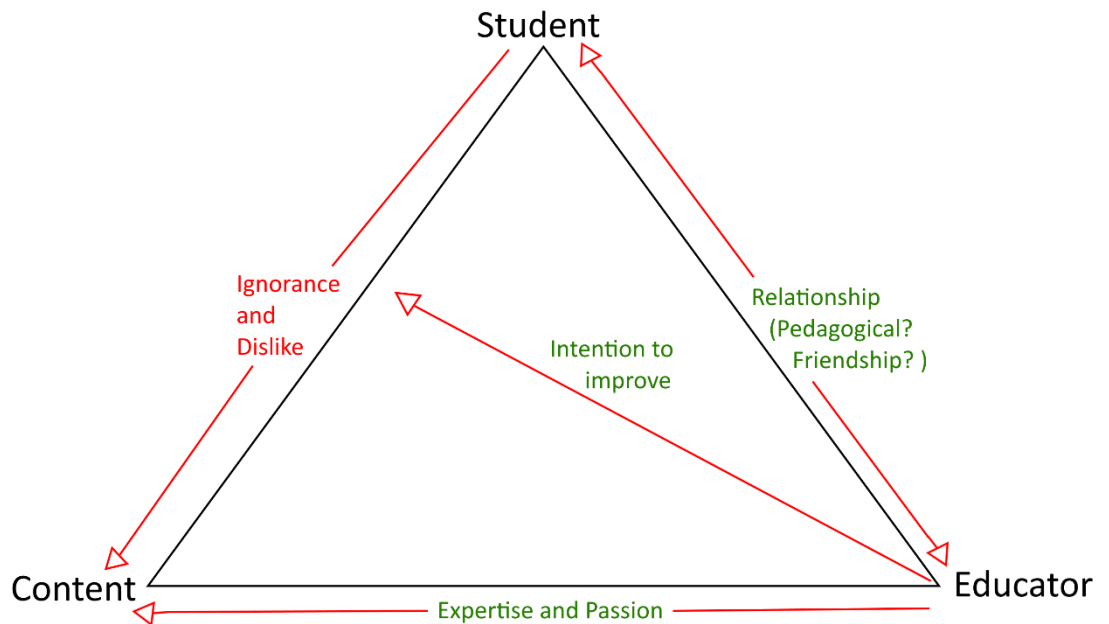 Student
Ignorance
and
Dislike
Relationship
(Pedagogical?
Friendship? )
Intention to
improve
Content
Educator
Expertise and Passion